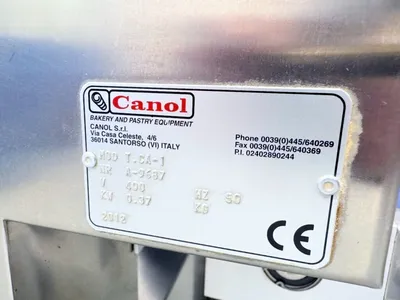 Canol
BAKERY AND PASTRY EQUIPMENT
CANOL S.r.l.
Via Casa Celeste, 4/6
36014 SANTORSO (VI) ITALY
Phone 0039(0)445/640269
Fax 0039(0)445/640369
P.I. 02402890244
MOD T.CA-1
NR A-9687
V 400 HZ 50
KW 0.37 KG
2012
CE